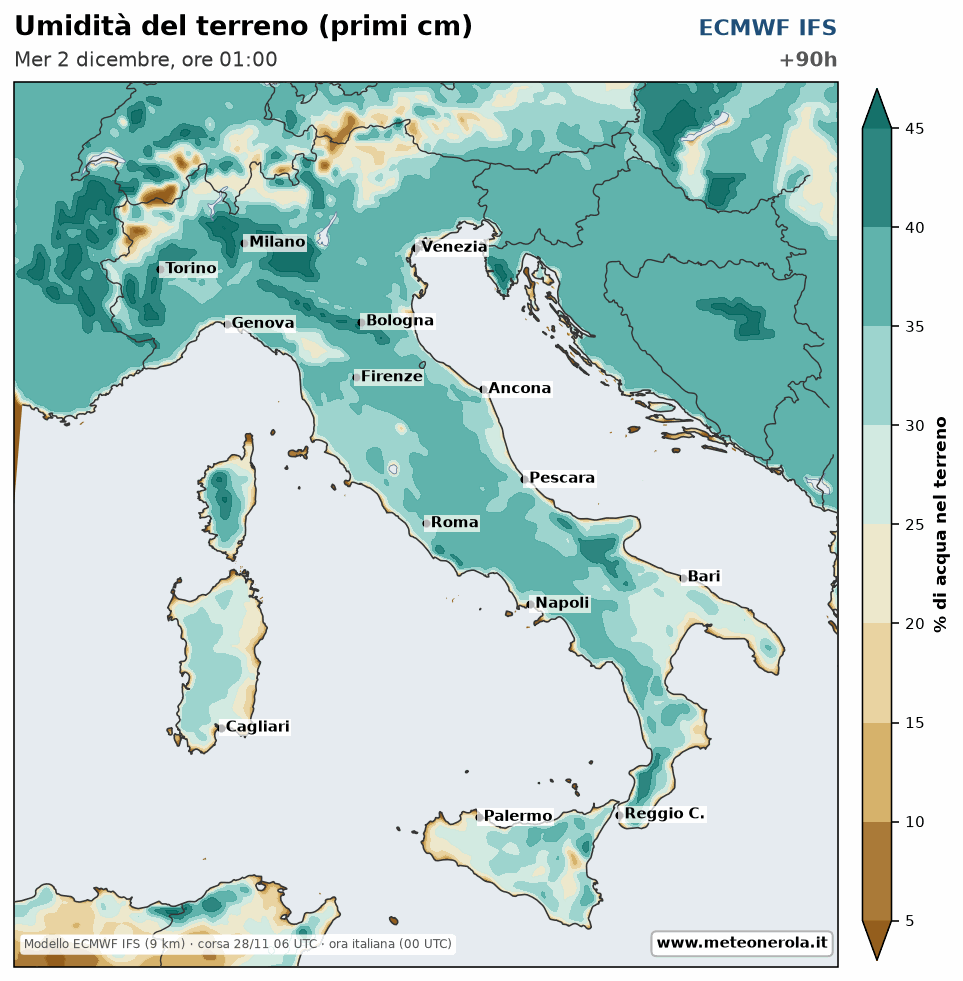 Umidità del terreno (primi cm)
ECMWF IFS
Mer 2 dicembre, ore 01:00
+90h
45
40
35
30
25
20
15
10
5
% di acqua nel terreno
Milano
Venezia
Torino
Genova
Bologna
Firenze
Ancona
Pescara
Roma
Bari
Napoli
Cagliari
Palermo
Reggio C.
Modello ECMWF IFS (9 km) · corsa 28/11 06 UTC · ora italiana (00 UTC)
www.meteonerola.it